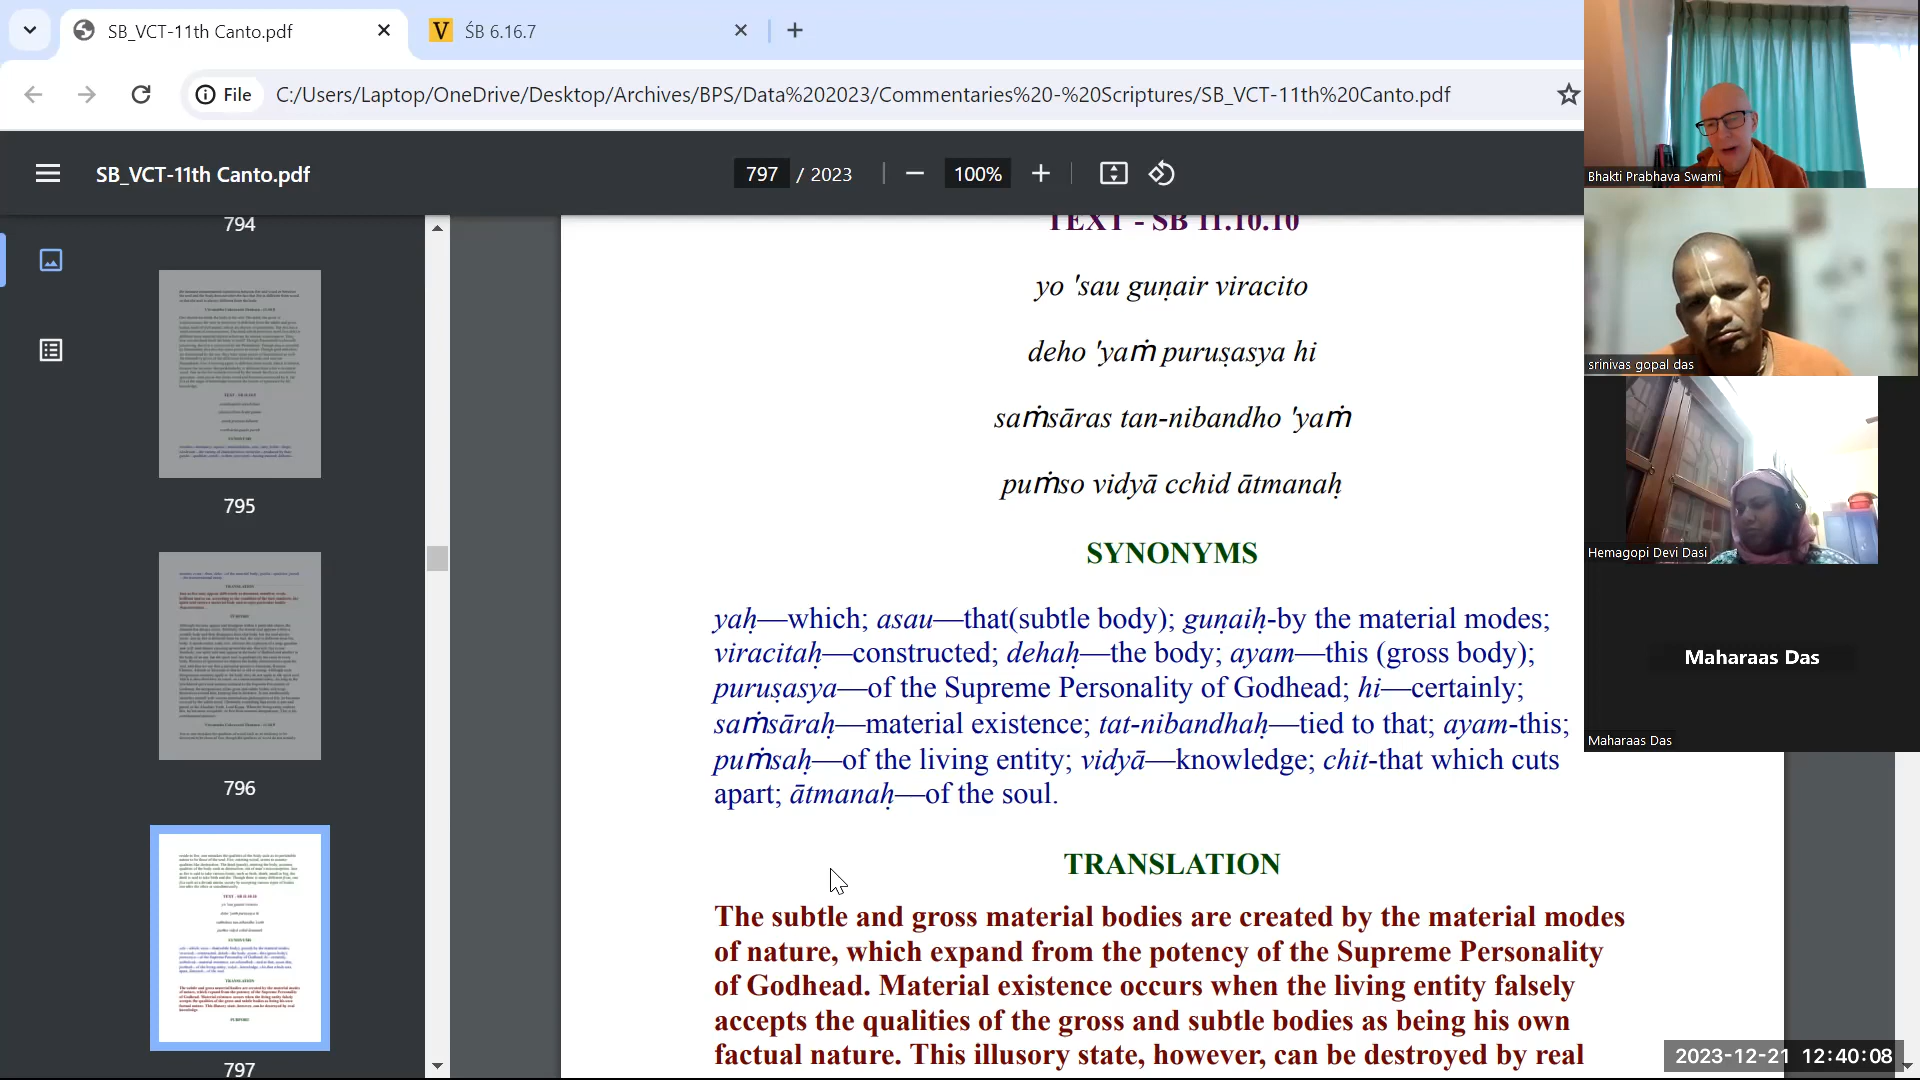 SB_VCT-11th Canto.pdf
V ŚB 6.16.7
File C:/Users/Laptop/OneDrive/Desktop/Archives/BPS/Data%202023/Commentaries%20-%20Scriptures/SB_VCT-11th%20Canto.pdf
SB_VCT-11th Canto.pdf
797 / 2023
100%
794
795
796
797
TEXT - SB 11.10.10
yo 'sau guṇair viracito
deho 'yaṁ puruṣasya hi
saṁsāras tan-nibandho 'yaṁ
puṁso vidyā cchid ātmanaḥ
SYNONYMS
yaḥ—which; asau—that(subtle body); guṇaiḥ-by the material modes;
viracitaḥ—constructed; dehaḥ—the body; ayam—this (gross body);
puruṣasya—of the Supreme Personality of Godhead; hi—certainly;
saṁsāraḥ—material existence; tat-nibandhaḥ—tied to that; ayam-this;
puṁsaḥ—of the living entity; vidyā—knowledge; chit-that which cuts
apart; ātmanaḥ—of the soul.
TRANSLATION
The subtle and gross material bodies are created by the material modes
of nature, which expand from the potency of the Supreme Personality
of Godhead. Material existence occurs when the living entity falsely
accepts the qualities of the gross and subtle bodies as being his own
factual nature. This illusory state, however, can be destroyed by real
Bhakti Prabhava Swami
srinivas gopal das
Hemagopi Devi Dasi
Maharaas Das
Maharaas Das
2023-12-21 12:40:08